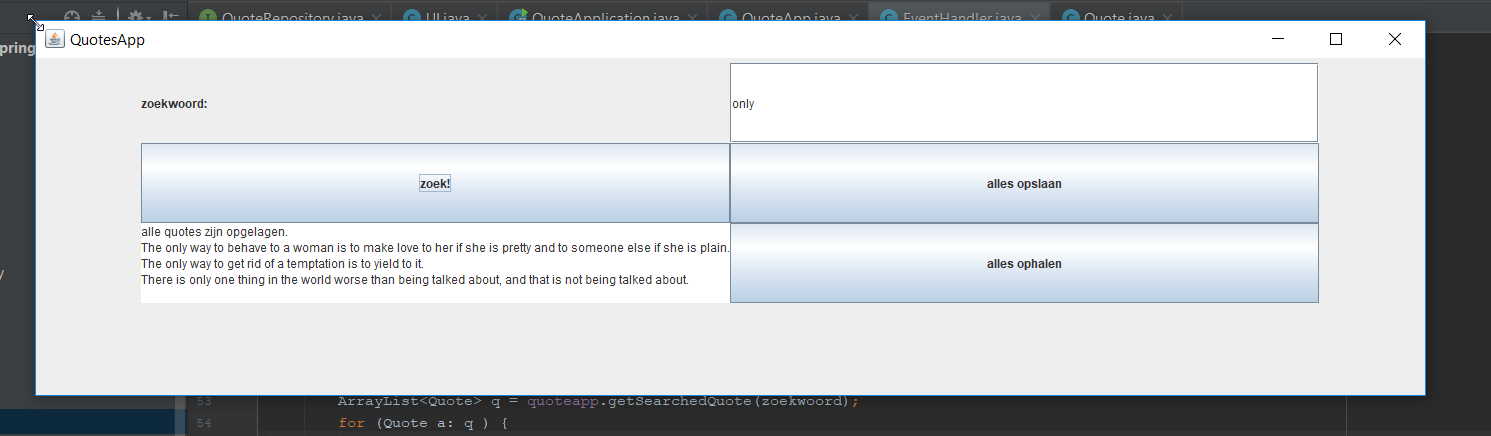 QuoteRepository.java UI.java QuoteApplication.java QuoteApp.java EventHandler.java Quote.java
QuotesApp
pring
zoekwoord:
only
zoek!
alles opslaan
alle quotes zijn opgelagen.
The only way to behave to a woman is to make love to her if she is pretty and to someone else if she is plain.
The only way to get rid of a temptation is to yield to it.
There is only one thing in the world worse than being talked about, and that is not being talked about.
alles ophalen
53 ArrayList<Quote> q = quoteapp.getSearchedQuote(zoekwoord);
54 for (Quote a: q ) {